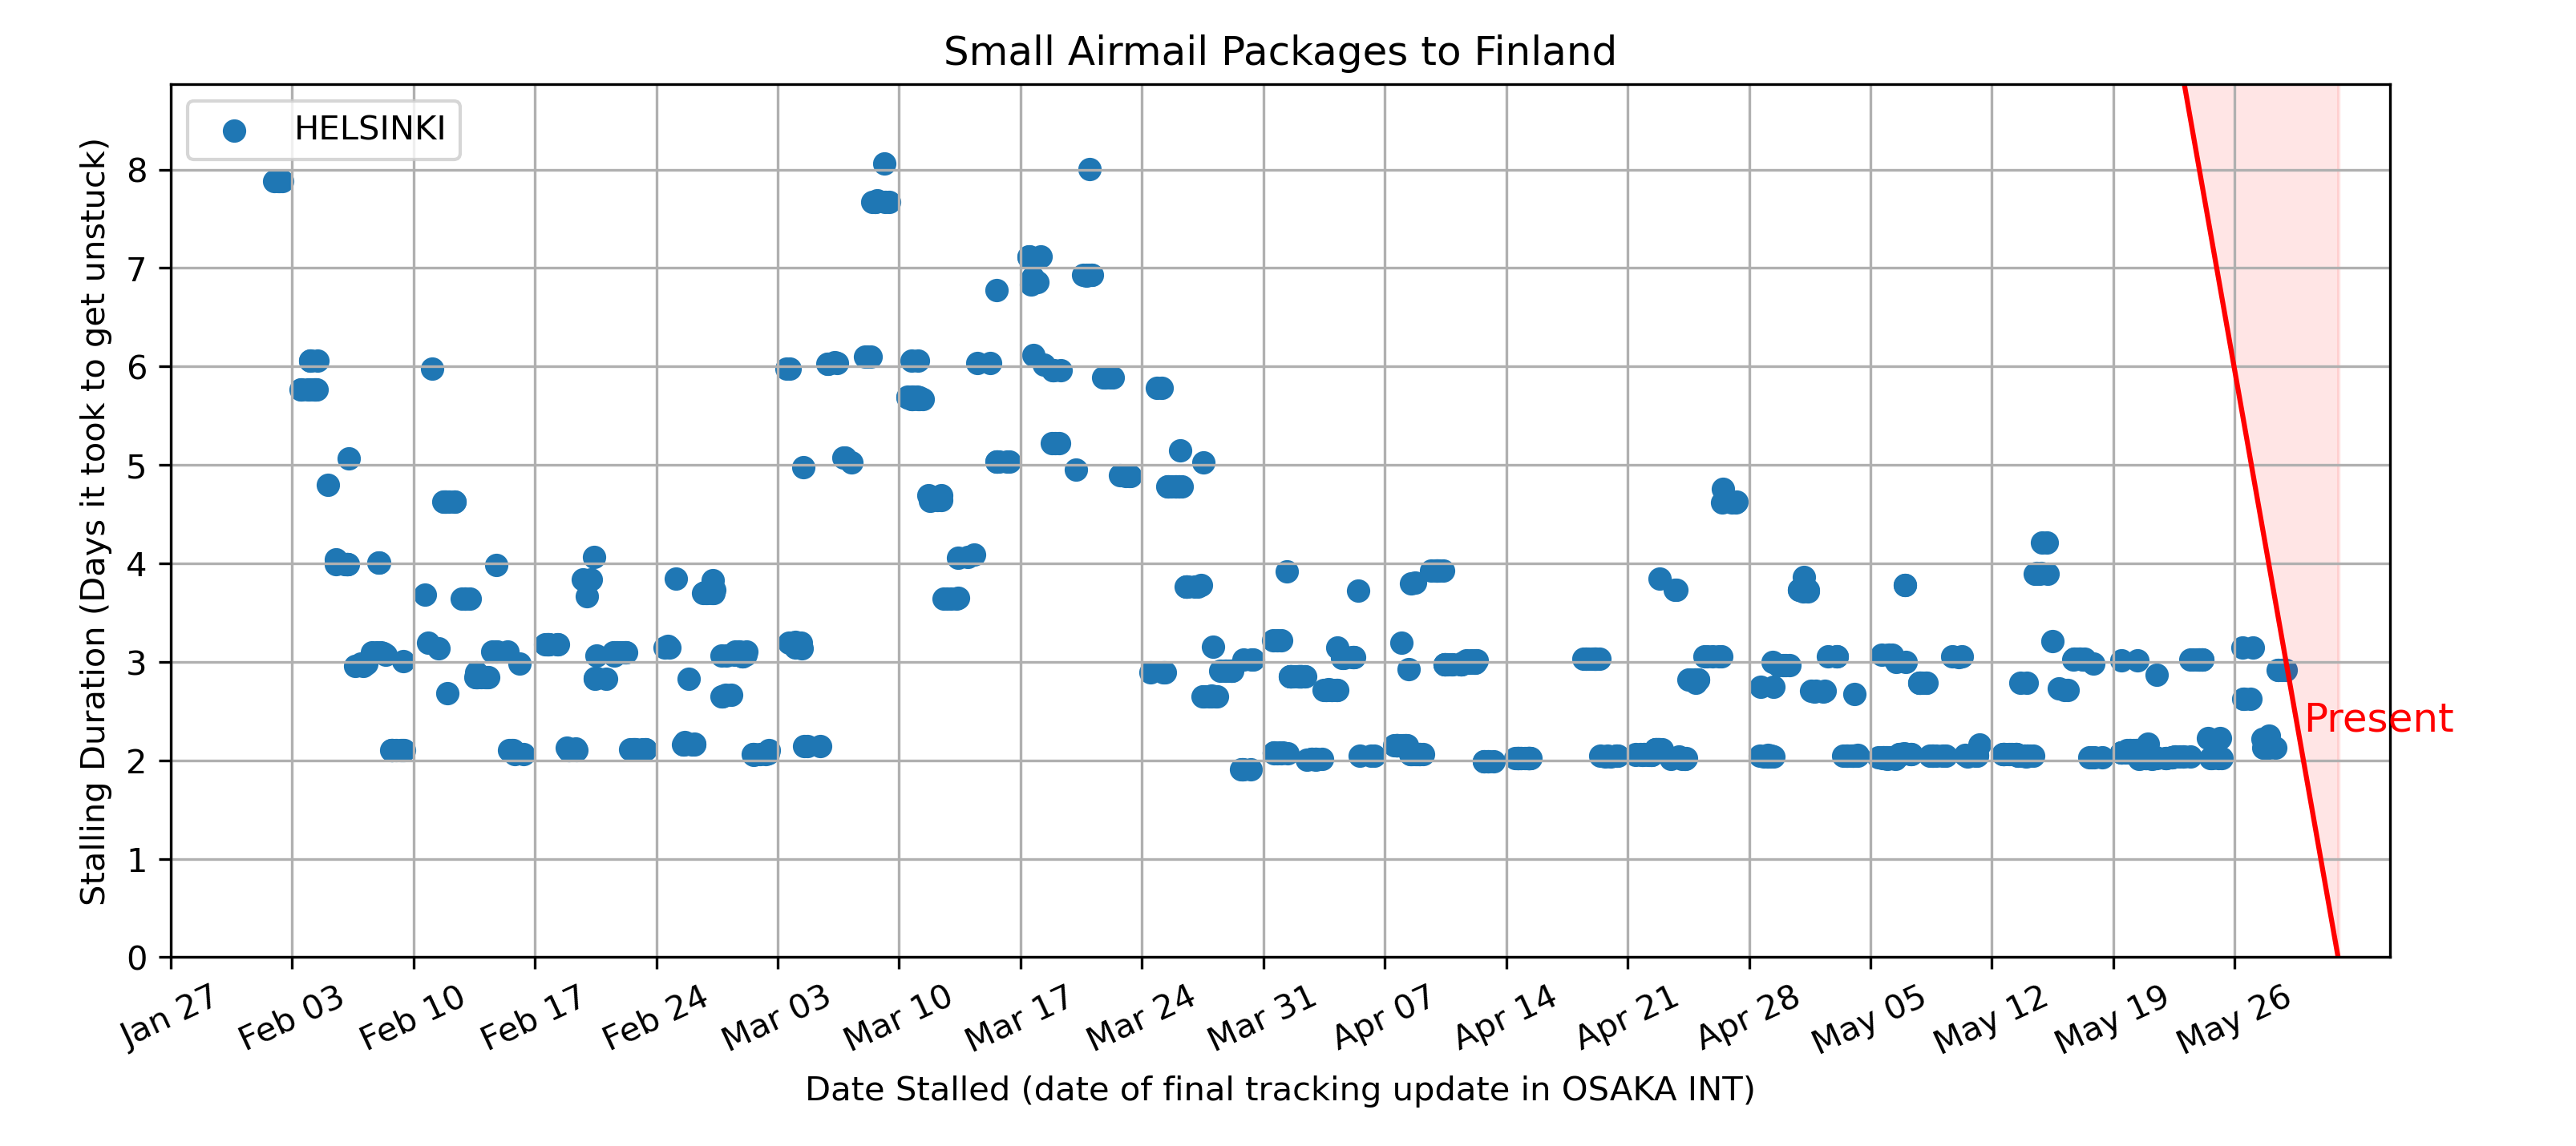 Small Airmail Packages to Finland
HELSINKI
Stalling Duration (Days it took to get unstuck)
8
7
6
5
4
3
2
1
0
Present
Jan 27
Feb 03
Feb 10
Feb 17
Feb 24
Mar 03
Mar 10
Mar 17
Mar 24
Mar 31
Apr 07
Apr 14
Apr 21
Apr 28
May 05
May 12
May 19
May 26
Date Stalled (date of final tracking update in OSAKA INT)